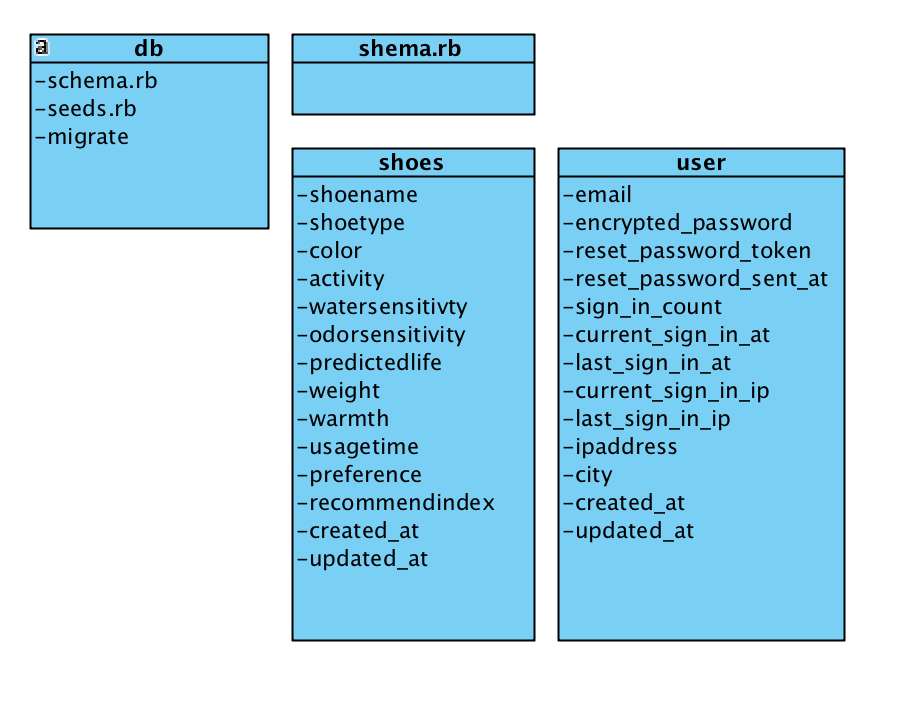 a
db
-schema.rb
-seeds.rb
-migrate
shema.rb
shoes
-shoename
-shoetype
-color
-activity
-watersensitivty
-odorsensitivity
-predictedlife
-weight
-warmth
-usagetime
-preference
-recommendindex
-created_at
-updated_at
user
-email
-encrypted_password
-reset_password_token
-reset_password_sent_at
-sign_in_count
-current_sign_in_at
-last_sign_in_at
-current_sign_in_ip
-last_sign_in_ip
-ipaddress
-city
-created_at
-updated_at